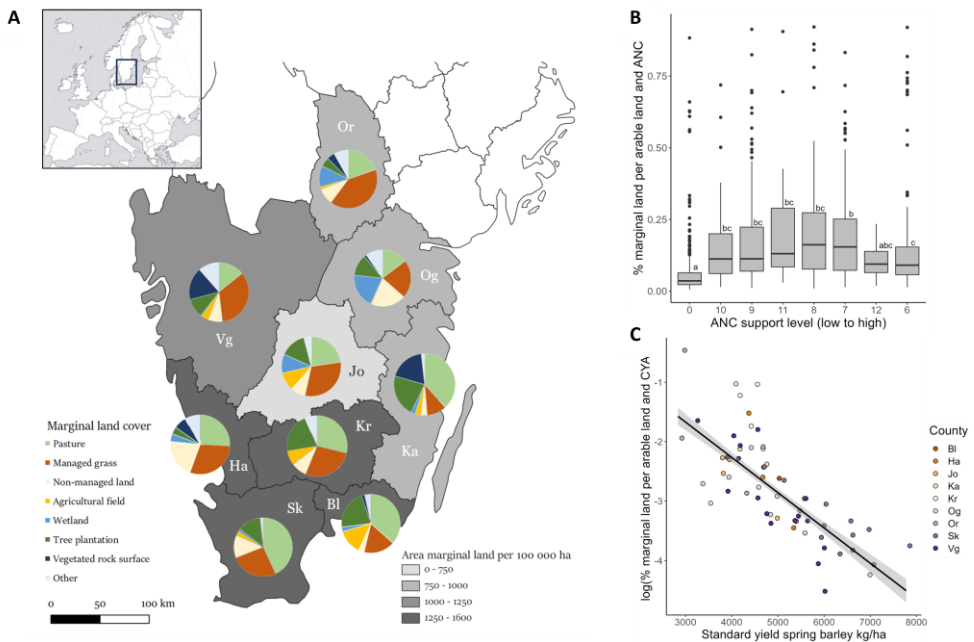 A
Or
Og
Vg
Jo
Kr
Ka
Ha
Sk
Bl
Marginal land cover
Pasture
Managed grass
Non-managed land
Agricultural field
Wetland
Tree plantation
Vegetated rock surface
Other
0 50 100 km
Area marginal land per 100 000 ha
0 - 750
750 - 1000
1000 - 1250
1250 - 1600
B
% marginal land per arable land and ANC
0.75
0.50
0.25
0.00
a
bc
bc
bc
bc
b
abc
c
0 10 9 11 8 7 12 6
ANC support level (low to high)
C
log(% marginal land per arable land and CYA
-1
-2
-3
-4
3000 4000 5000 6000 7000 8000
Standard yield spring barley kg/ha
County
Bl
Ha
Jo
Ka
Kr
Og
Or
Sk
Vg